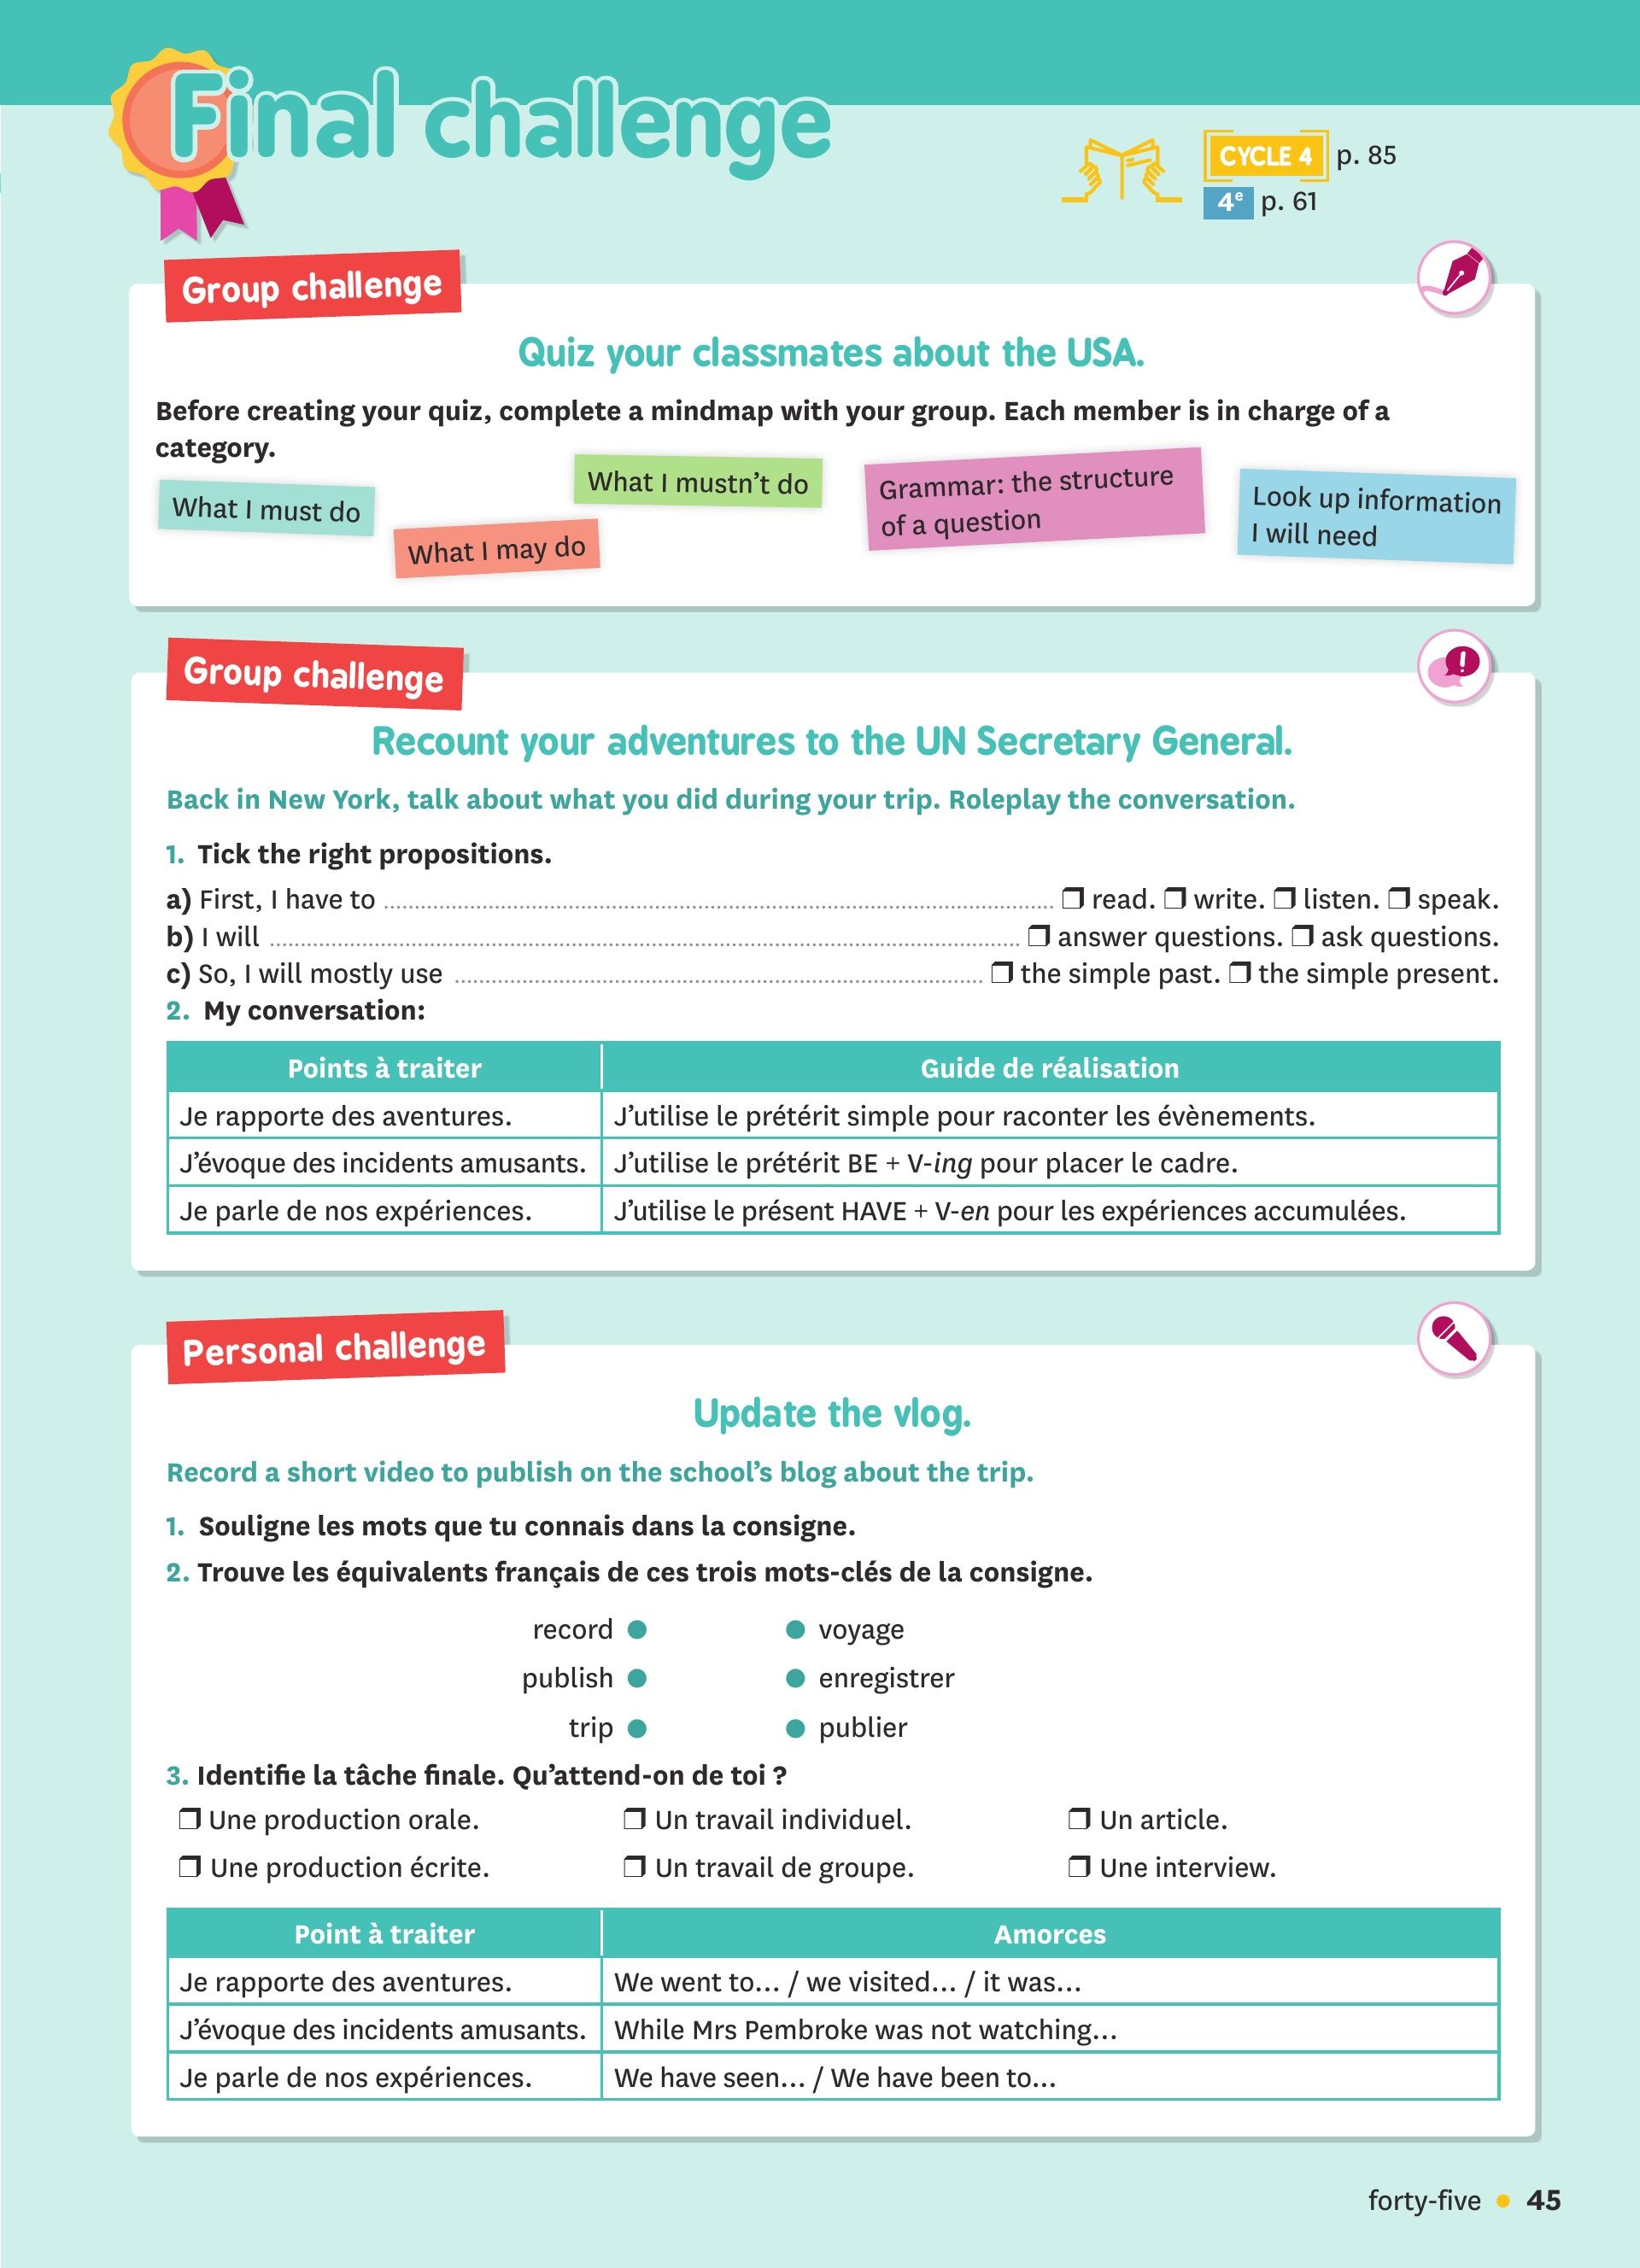 Final challenge
CYCLE 4 p. 85
4e p. 61
Group challenge
Quiz your classmates about the USA.
Before creating your quiz, complete a mindmap with your group. Each member is in charge of a
category.
What I must do
What I may do
What I mustn't do
Grammar: the structure
of a question
Look up information
I will need
Group challenge
Recount your adventures to the UN Secretary General.
Back in New York, talk about what you did during your trip. Roleplay the conversation.
1. Tick the right propositions.
a) First, I have to ❒ read. ❒ write. ❒ listen. ❒ speak.
b) I will ❒ answer questions. ❒ ask questions.
c) So, I will mostly use ❒ the simple past. ❒ the simple present.
2. My conversation:
Points à traiter Guide de réalisation
Je rapporte des aventures. J'utilise le prétérit simple pour raconter les évènements.
J'évoque des incidents amusants. J'utilise le prétérit BE + V-ing pour placer le cadre.
Je parle de nos expériences. J'utilise le présent HAVE + V-en pour les expériences accumulées.
Personal challenge
Update the vlog.
Record a short video to publish on the school's blog about the trip.
1. Souligne les mots que tu connais dans la consigne.
2. Trouve les équivalents français de ces trois mots-clés de la consigne.
record ● ● voyage
publish ● ● enregistrer
trip ● ● publier
3. Identifie la tâche finale. Qu'attend-on de toi ?
❒ Une production orale. ❒ Un travail individuel. ❒ Un article.
❒ Une production écrite. ❒ Un travail de groupe. ❒ Une interview.
Point à traiter Amorces
Je rapporte des aventures. We went to... / we visited... / it was...
J'évoque des incidents amusants. While Mrs Pembroke was not watching...
Je parle de nos expériences. We have seen... / We have been to...
forty-five ● 45